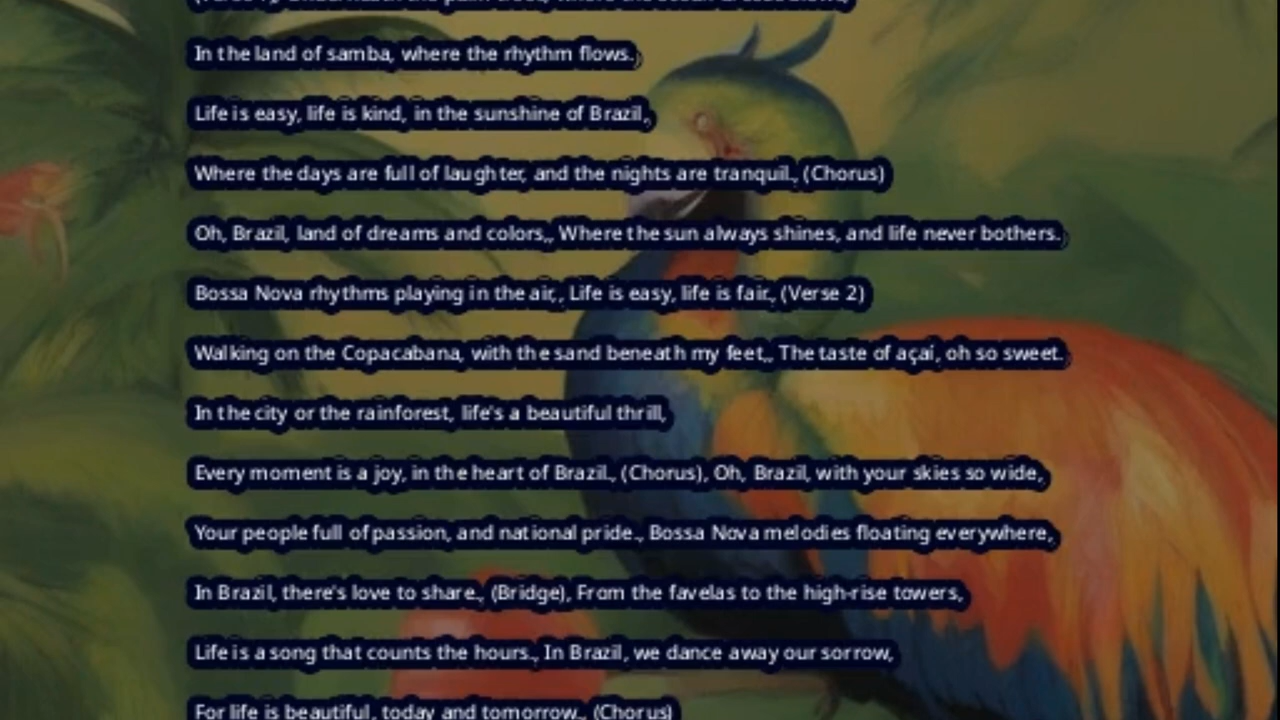 In the land of samba, where the rhythm flows.,
Life is easy, life is kind, in the sunshine of Brazil,
Where the days are full of laughter, and the nights are tranquil., (Chorus)
Oh, Brazil, land of dreams and colors,, Where the sun always shines, and life never bothers.,
Bossa Nova rhythms playing in the air,, Life is easy, life is fair., (Verse 2)
Walking on the Copacabana, with the sand beneath my feet,, The taste of açaí, oh so sweet.,
In the city or the rainforest, life's a beautiful thrill,
Every moment is a joy, in the heart of Brazil., (Chorus), Oh, Brazil, with your skies so wide,
Your people full of passion, and national pride., Bossa Nova melodies floating everywhere,
In Brazil, there's love to share., (Bridge), From the favelas to the high-rise towers,
Life is a song that counts the hours., In Brazil, we dance away our sorrow,
For life is beautiful, today and tomorrow., (Chorus)